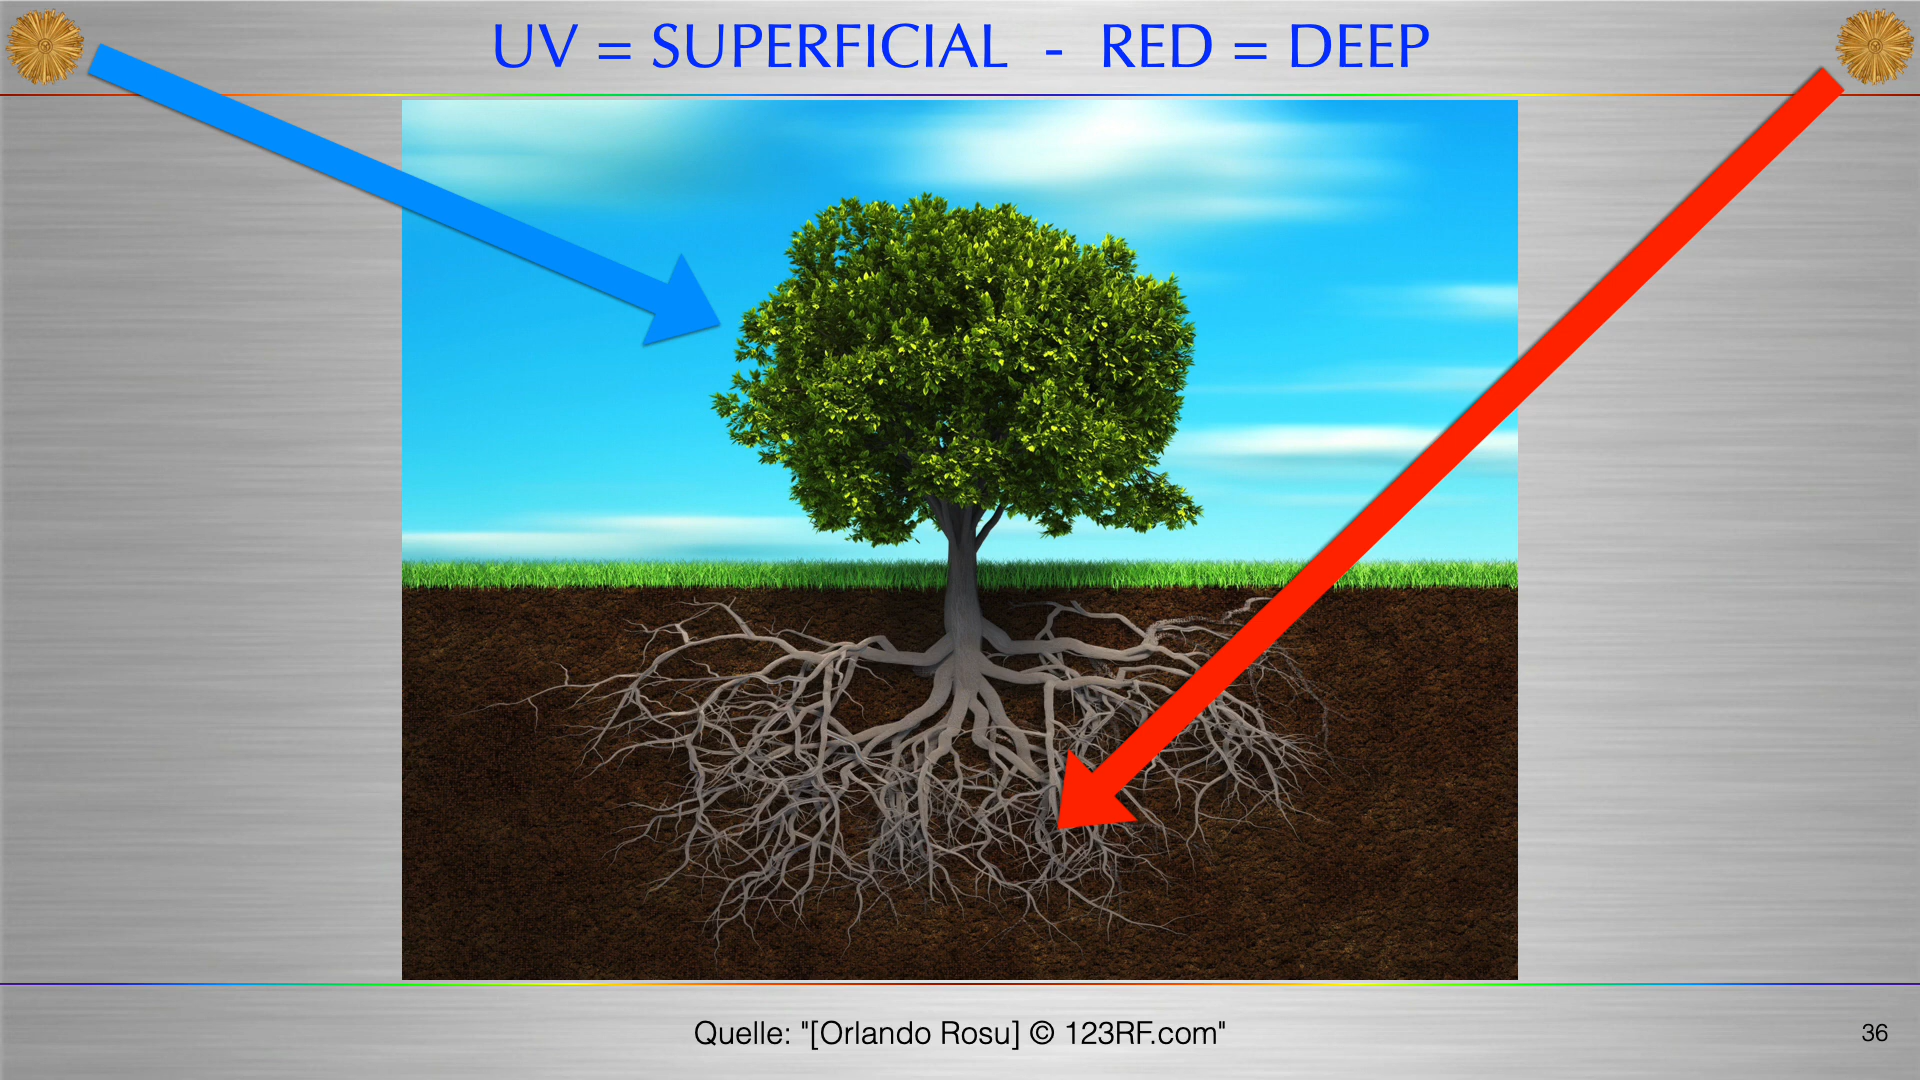 UV = SUPERFICIAL - RED = DEEP
Quelle: "[Orlando Rosu] © 123RF.com"
36